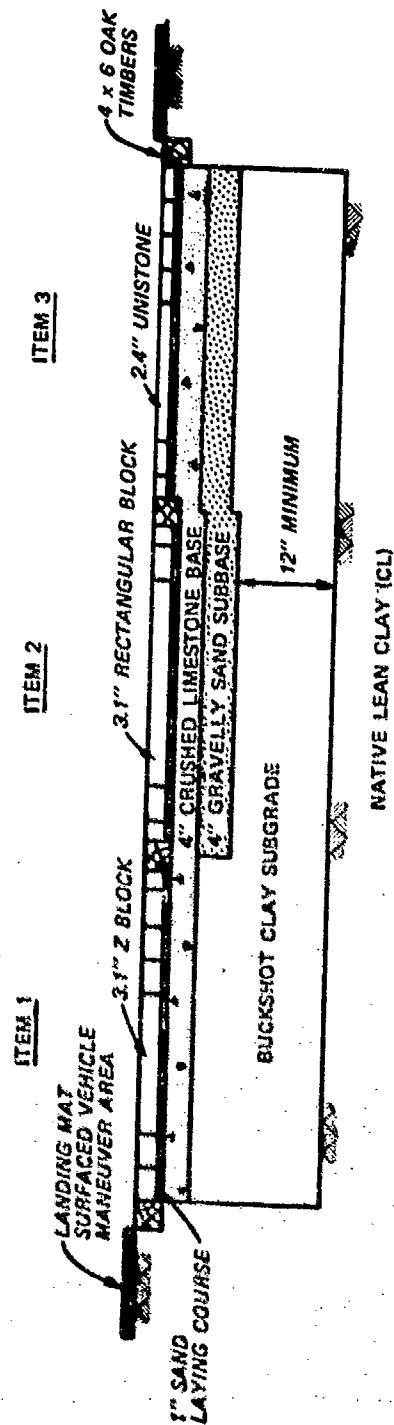 ITEM 1
ITEM 2
ITEM 3
LANDING MAT
SURFACED VEHICLE
MANEUVER AREA
3.1" Z BLOCK
3.1" RECTANGULAR BLOCK
2.4" UNISTONE
4 x 6 OAK
TIMBERS
1" SAND
LAYING COURSE
4" CRUSHED LIMESTONE BASE
4" GRAVELLY SAND SUBBASE
BUCKSHOT CLAY SUBGRADE
12" MINIMUM
NATIVE LEAN CLAY (CL)